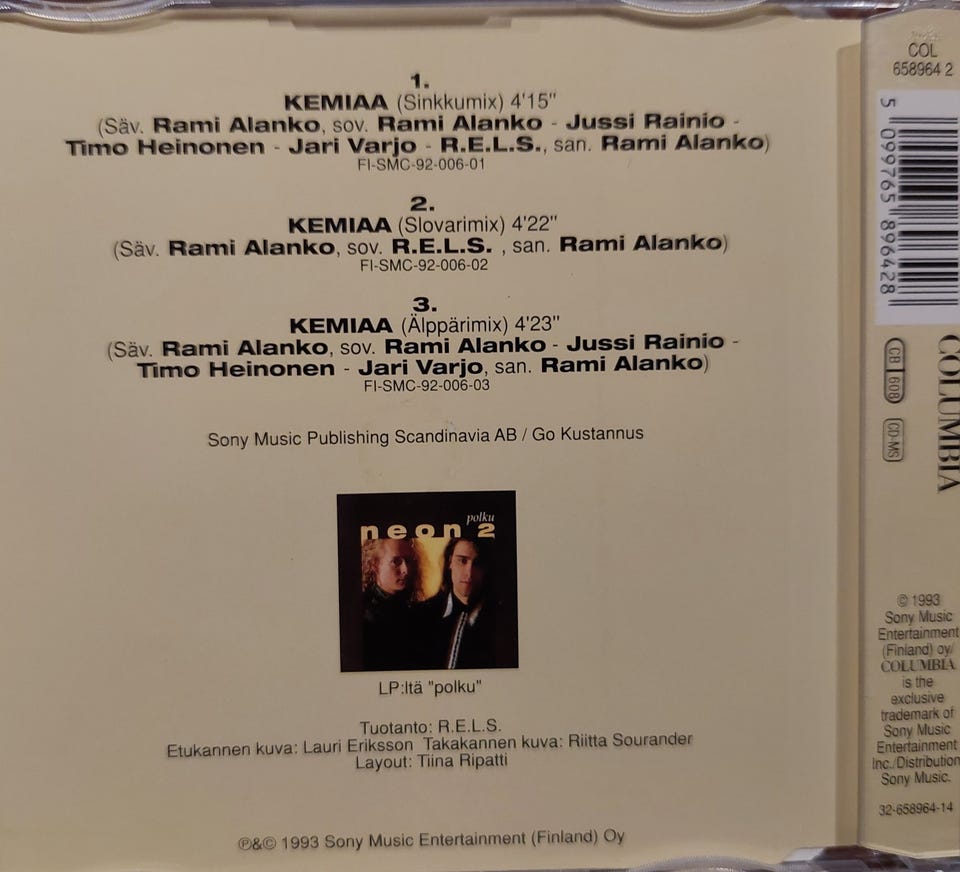 1.
KEMIAA (Sinkkumix) 4'15"
(Säv. Rami Alanko, sov. Rami Alanko - Jussi Rainio -
Timo Heinonen - Jari Varjo - R.E.L.S., san. Rami Alanko)
FI-SMC-92-006-01
2.
KEMIAA (Slovarimix) 4'22"
(Säv. Rami Alanko, sov. R.E.L.S. , san. Rami Alanko)
FI-SMC-92-006-02
3.
KEMIAA (Älppärimix) 4'23"
(Säv. Rami Alanko, sov. Rami Alanko - Jussi Rainio -
Timo Heinonen - Jari Varjo, san. Rami Alanko)
FI-SMC-92-006-03
Sony Music Publishing Scandinavia AB / Go Kustannus
polku
neon 2
LP:ltä "polku"
Tuotanto: R.E.L.S.
Etukannen kuva: Lauri Eriksson Takakannen kuva: Riitta Sourander
Layout: Tiina Ripatti
℗&© 1993 Sony Music Entertainment (Finland) Oy
COL
658964 2
5 099765 896428
CB 608
CD-MS
COLUMBIA
© 1993
Sony Music
Entertainment
(Finland) oy/
COLUMBIA
is the
exclusive
trademark of
Sony Music
Entertainment
Inc./Distribution
Sony Music.
32-658964-14